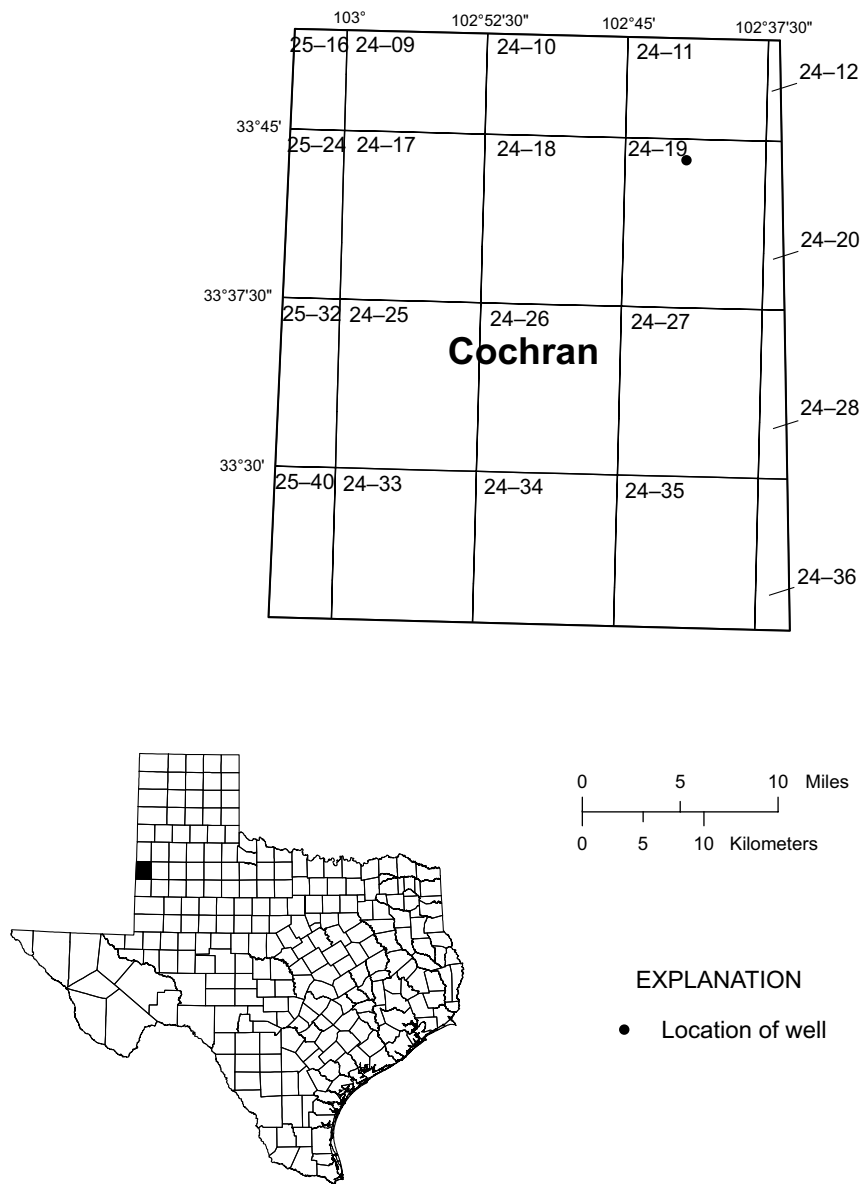 103° 102°52'30" 102°45' 102°37'30"
25–16 24–09 24–10 24–11
24–12
33°45'
25–24 24–17 24–18 24–19
24–20
33°37'30"
25–32 24–25 24–26 24–27
Cochran
24–28
33°30'
25–40 24–33 24–34 24–35
24–36
0 5 10 Miles
0 5 10 Kilometers
EXPLANATION
Location of well